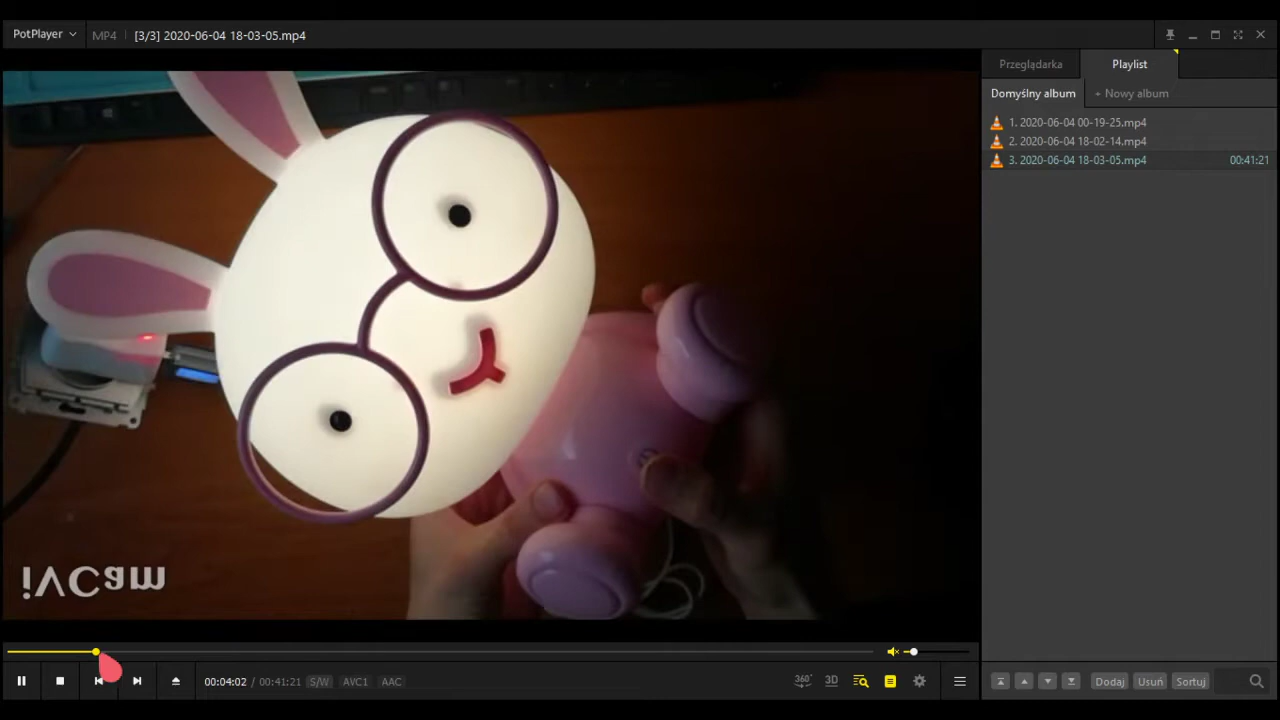 PotPlayer
MP4
[3/3] 2020-06-04 18-03-05.mp4
Przeglądarka
Playlist
Domyślny album
+ Nowy album
1. 2020-06-04 00-19-25.mp4
2. 2020-06-04 18-02-14.mp4
3. 2020-06-04 18-03-05.mp4 00:41:21
iVCam
00:04:02 / 00:41:21 S/W AVC1 AAC
360° 3D
Dodaj Usuń Sortuj